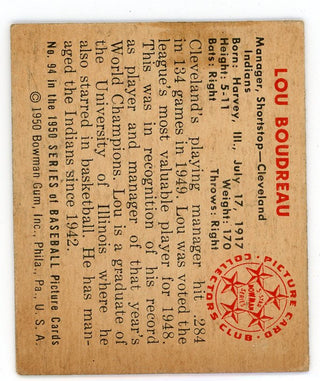 LOU BOUDREAU
Manager, Shortstop—Cleveland
Indians
Born: Harvey, Ill., July 17, 1917
Height: 5-11 Weight: 170
Bats: Right Throws: Right
Cleveland's playing manager hit .284
in 134 games in 1949. Lou was voted the
league's most valuable player for 1948.
This was in recognition of his record
as player and manager of that year's
World Champions. Lou is a graduate of
the University of Illinois where he
also starred in basketball. He has man-
aged the Indians since 1942.
No. 94 in the 1950 SERIES of BASEBALL Picture Cards
©1950 Bowman Gum, Inc., Phila., Pa., U. S. A.
PICTURE CARD
COLLECTORS CLUB
BOWMAN